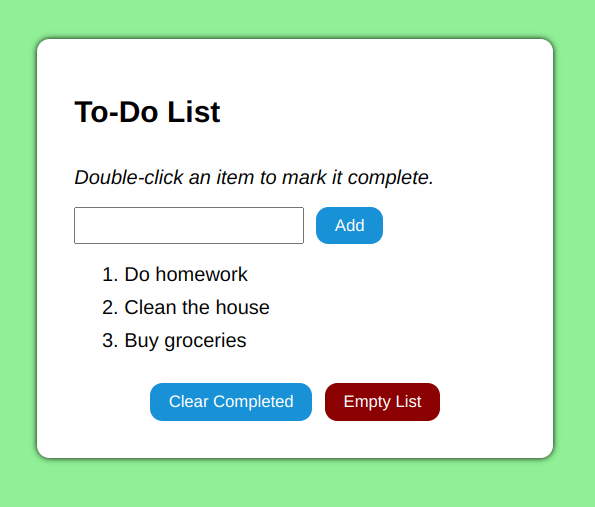 To-Do List
Double-click an item to mark it complete.
Add
1. Do homework
2. Clean the house
3. Buy groceries
Clear Completed Empty List